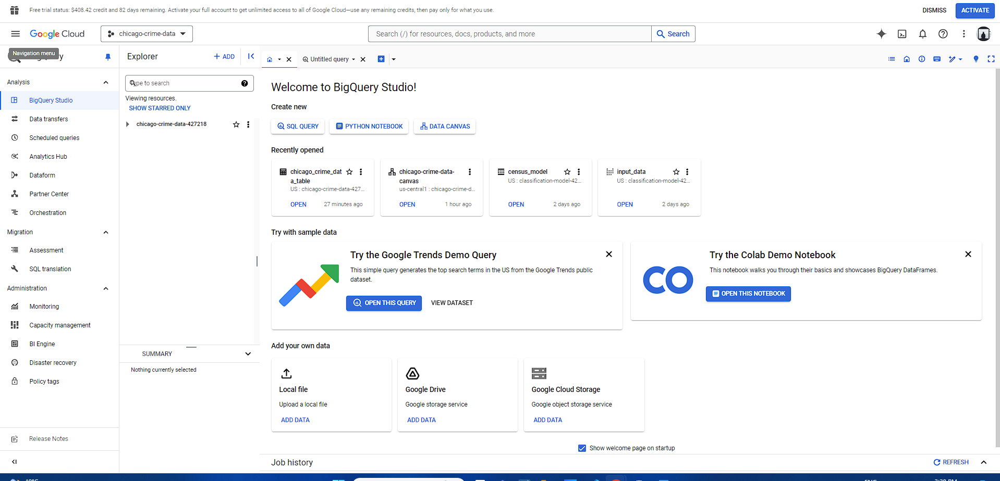 Free trial status: $408.42 credit and 82 days remaining. Activate your full account to get unlimited access to all of Google Cloud—use any remaining credits, then pay only for what you use.
DISMISS
ACTIVATE
Google Cloud
chicago-crime-data
Search (/) for resources, docs, products, and more
Search
Navigation menu
Explorer
+ ADD
Untitled query
Analysis
BigQuery Studio
Data transfers
Scheduled queries
Analytics Hub
Dataform
Partner Center
Orchestration
Migration
Assessment
SQL translation
Administration
Monitoring
Capacity management
BI Engine
Disaster recovery
Policy tags
Release Notes
Type to search
Viewing resources.
SHOW STARRED ONLY
chicago-crime-data-427218
SUMMARY
Nothing currently selected
Welcome to BigQuery Studio!
Create new
SQL QUERY
PYTHON NOTEBOOK
DATA CANVAS
Recently opened
chicago_crime_dat
a_table
US : chicago-crime-data-427...
OPEN
27 minutes ago
chicago-crime-data-
canvas
us-central1 : chicago-crime-d...
OPEN
1 hour ago
census_model
US : classification-model-42...
OPEN
2 days ago
input_data
US : classification-model-42...
OPEN
2 days ago
Try with sample data
Try the Google Trends Demo Query
This simple query generates the top search terms in the US from the Google Trends public
dataset.
OPEN THIS QUERY
VIEW DATASET
CO
Try the Colab Demo Notebook
This notebook walks you through their basics and showcases BigQuery DataFrames.
OPEN THIS NOTEBOOK
Add your own data
Local file
Upload a local file
ADD DATA
Google Drive
Google storage service
ADD DATA
Google Cloud Storage
Google object storage service
ADD DATA
Show welcome page on startup
Job history
REFRESH